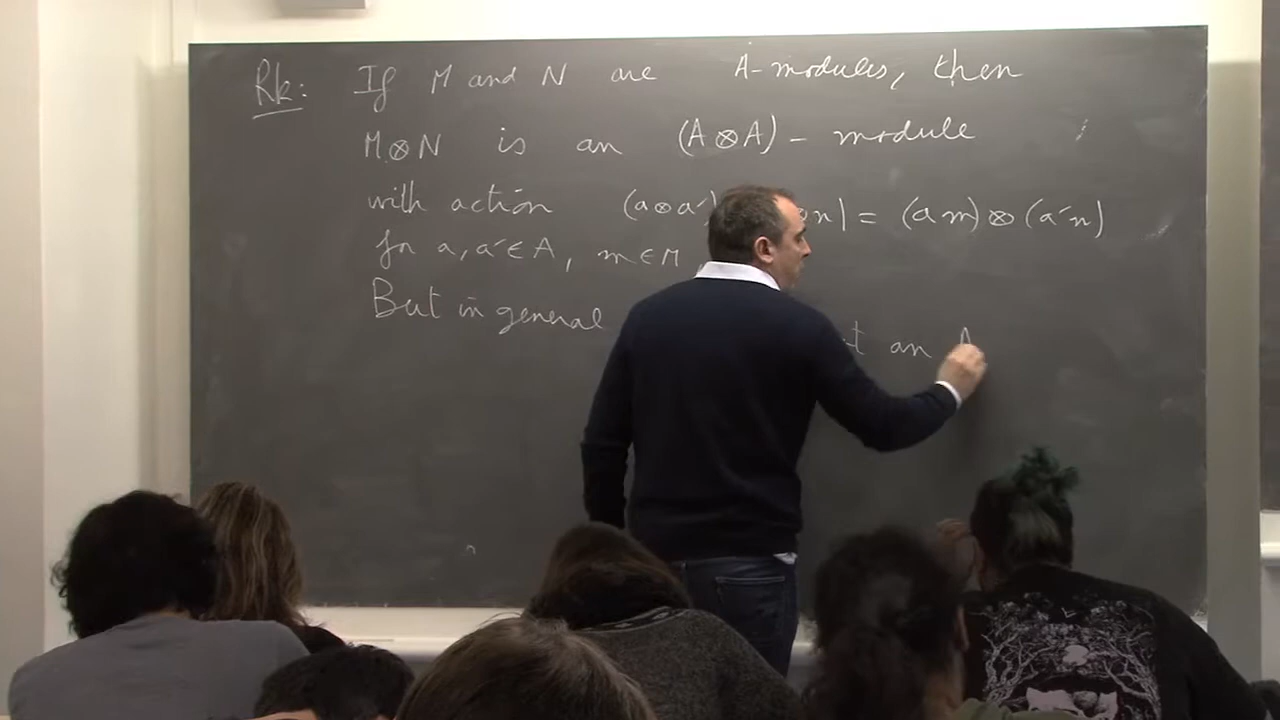 Rk: If M and N are A-modules, then
M⊗N is an (A⊗A)-module
with action (a⊗a') ⊗n) = (am)⊗(a'n)
for a, a' ∈ A, m∈M
But in general an A